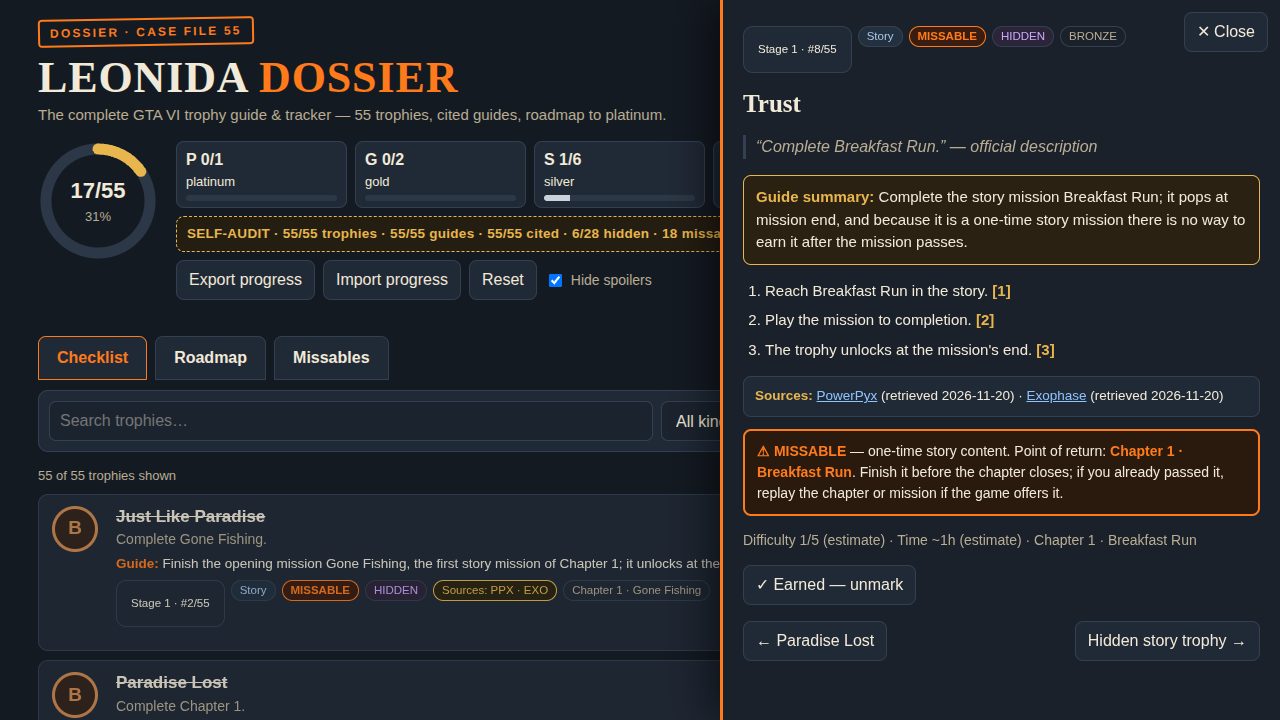 DOSSIER · CASE FILE 55
LEONIDA DOSSIER
The complete GTA VI trophy guide & tracker — 55 trophies, cited guides, roadmap to platinum.
17/55
31%
P 0/1
platinum
G 0/2
gold
S 1/6
silver
SELF-AUDIT · 55/55 trophies · 55/55 guides · 55/55 cited · 6/28 hidden · 18 missa
Export progress
Import progress
Reset
Hide spoilers
Checklist
Roadmap
Missables
Search trophies…
All kind
55 of 55 trophies shown
B
Just Like Paradise
Complete Gone Fishing.
Guide: Finish the opening mission Gone Fishing, the first story mission of Chapter 1; it unlocks at the
Stage 1 · #2/55
Story
MISSABLE
HIDDEN
Sources: PPX · EXO
Chapter 1 · Gone Fishing
B
Paradise Lost
Complete Chapter 1.
Stage 1 · #8/55
Story
MISSABLE
HIDDEN
BRONZE
✕ Close
Trust
“Complete Breakfast Run.” — official description
Guide summary: Complete the story mission Breakfast Run; it pops at
mission end, and because it is a one-time story mission there is no way to
earn it after the mission passes.
1. Reach Breakfast Run in the story. [1]
2. Play the mission to completion. [2]
3. The trophy unlocks at the mission's end. [3]
Sources: PowerPyx (retrieved 2026-11-20) · Exophase (retrieved 2026-11-20)
⚠ MISSABLE — one-time story content. Point of return: Chapter 1 ·
Breakfast Run. Finish it before the chapter closes; if you already passed it,
replay the chapter or mission if the game offers it.
Difficulty 1/5 (estimate) · Time ~1h (estimate) · Chapter 1 · Breakfast Run
✓ Earned — unmark
← Paradise Lost
Hidden story trophy →